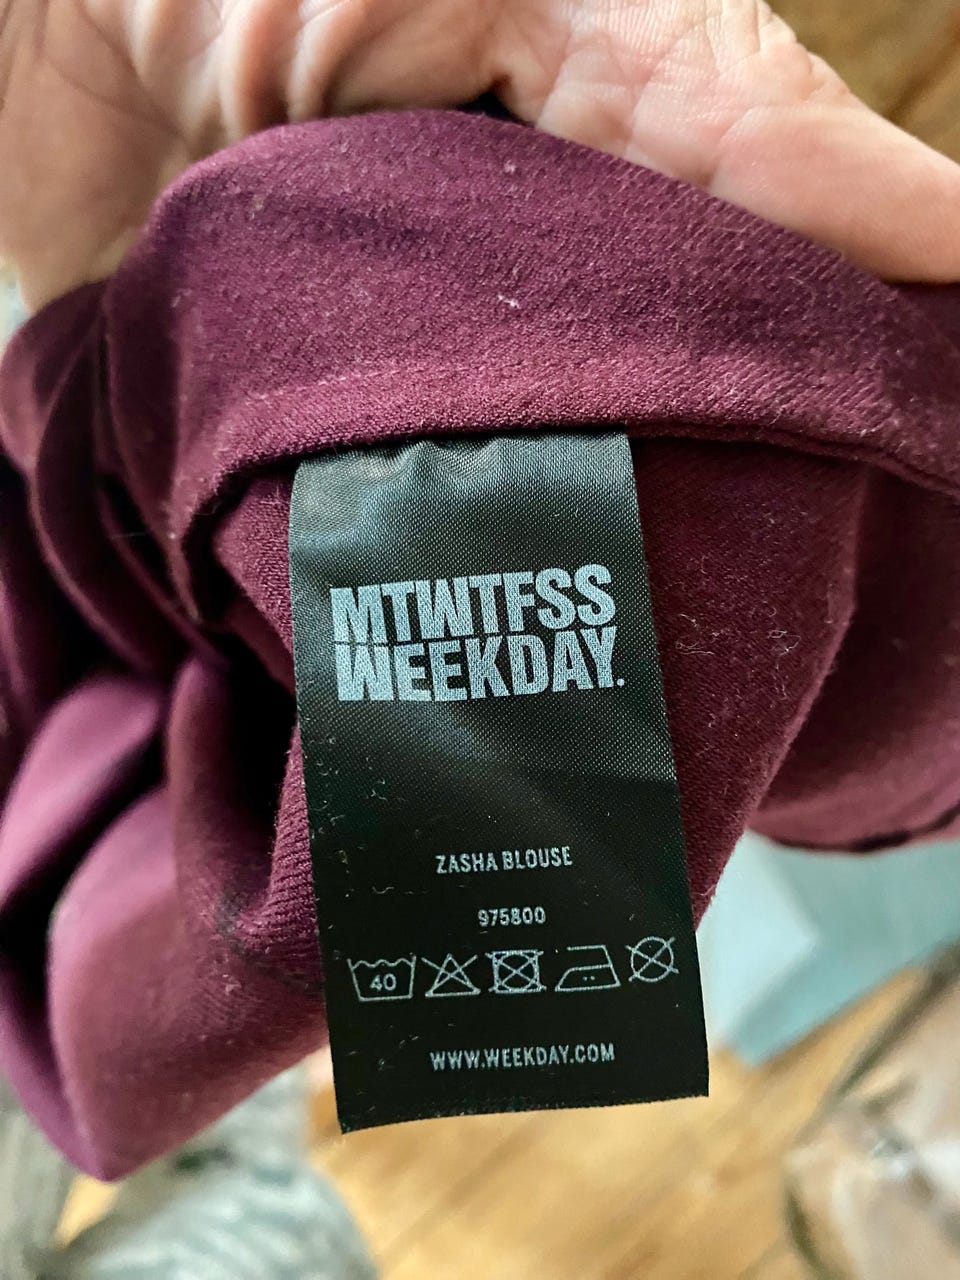 MTWTFSS
WEEKDAY.
ZASHA BLOUSE
975800
40
WWW.WEEKDAY.COM